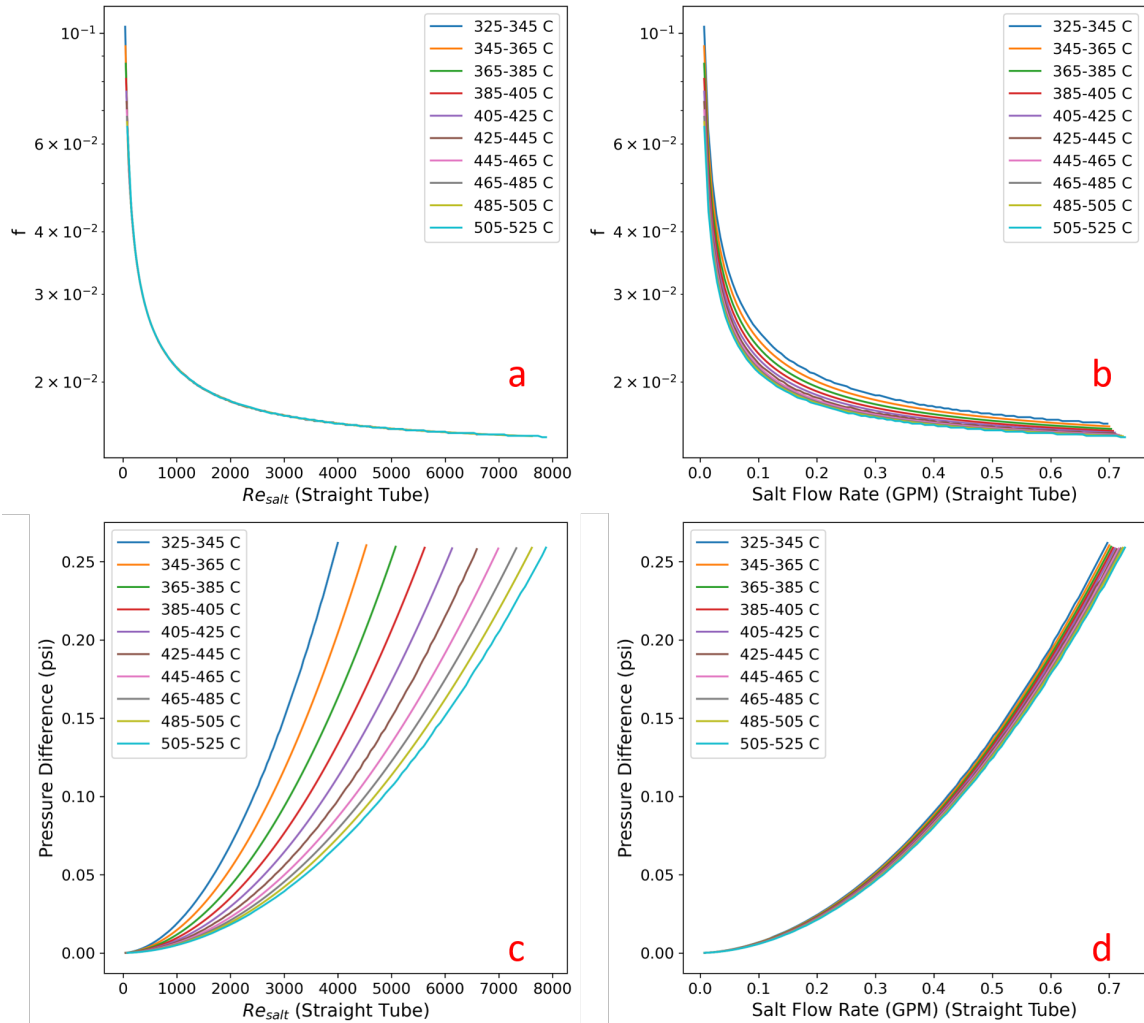 10⁻¹
6 × 10⁻²
4 × 10⁻²
3 × 10⁻²
2 × 10⁻²
f
325-345 C
345-365 C
365-385 C
385-405 C
405-425 C
425-445 C
445-465 C
465-485 C
485-505 C
505-525 C
a
0 1000 2000 3000 4000 5000 6000 7000 8000
Re_salt (Straight Tube)
10⁻¹
6 × 10⁻²
4 × 10⁻²
3 × 10⁻²
2 × 10⁻²
f
325-345 C
345-365 C
365-385 C
385-405 C
405-425 C
425-445 C
445-465 C
465-485 C
485-505 C
505-525 C
b
0.0 0.1 0.2 0.3 0.4 0.5 0.6 0.7
Salt Flow Rate (GPM) (Straight Tube)
0.25
0.20
0.15
0.10
0.05
0.00
Pressure Difference (psi)
325-345 C
345-365 C
365-385 C
385-405 C
405-425 C
425-445 C
445-465 C
465-485 C
485-505 C
505-525 C
c
0 1000 2000 3000 4000 5000 6000 7000 8000
Re_salt (Straight Tube)
0.25
0.20
0.15
0.10
0.05
0.00
Pressure Difference (psi)
325-345 C
345-365 C
365-385 C
385-405 C
405-425 C
425-445 C
445-465 C
465-485 C
485-505 C
505-525 C
d
0.0 0.1 0.2 0.3 0.4 0.5 0.6 0.7
Salt Flow Rate (GPM) (Straight Tube)